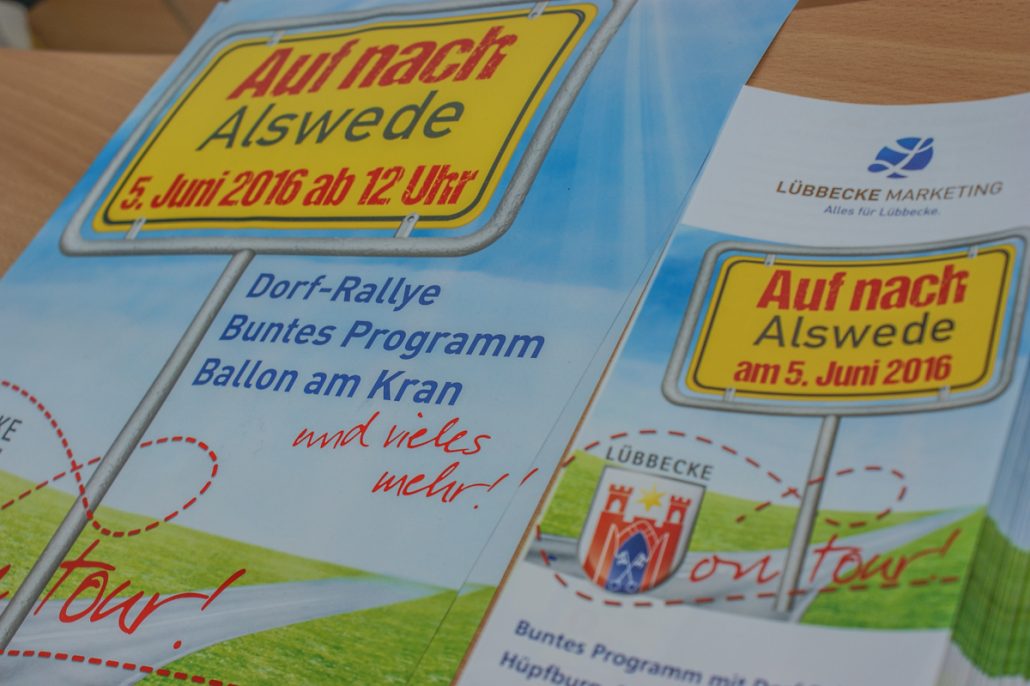 Auf nach
Alswede
5. Juni 2016 ab 12 Uhr
Dorf-Rallye
Buntes Programm
Ballon am Kran
und vieles
mehr!
tour!
LÜBBECKE MARKETING
Alles für Lübbecke.
Auf nach
Alswede
am 5. Juni 2016
LÜBBECKE
on tour!
Buntes Programm mit